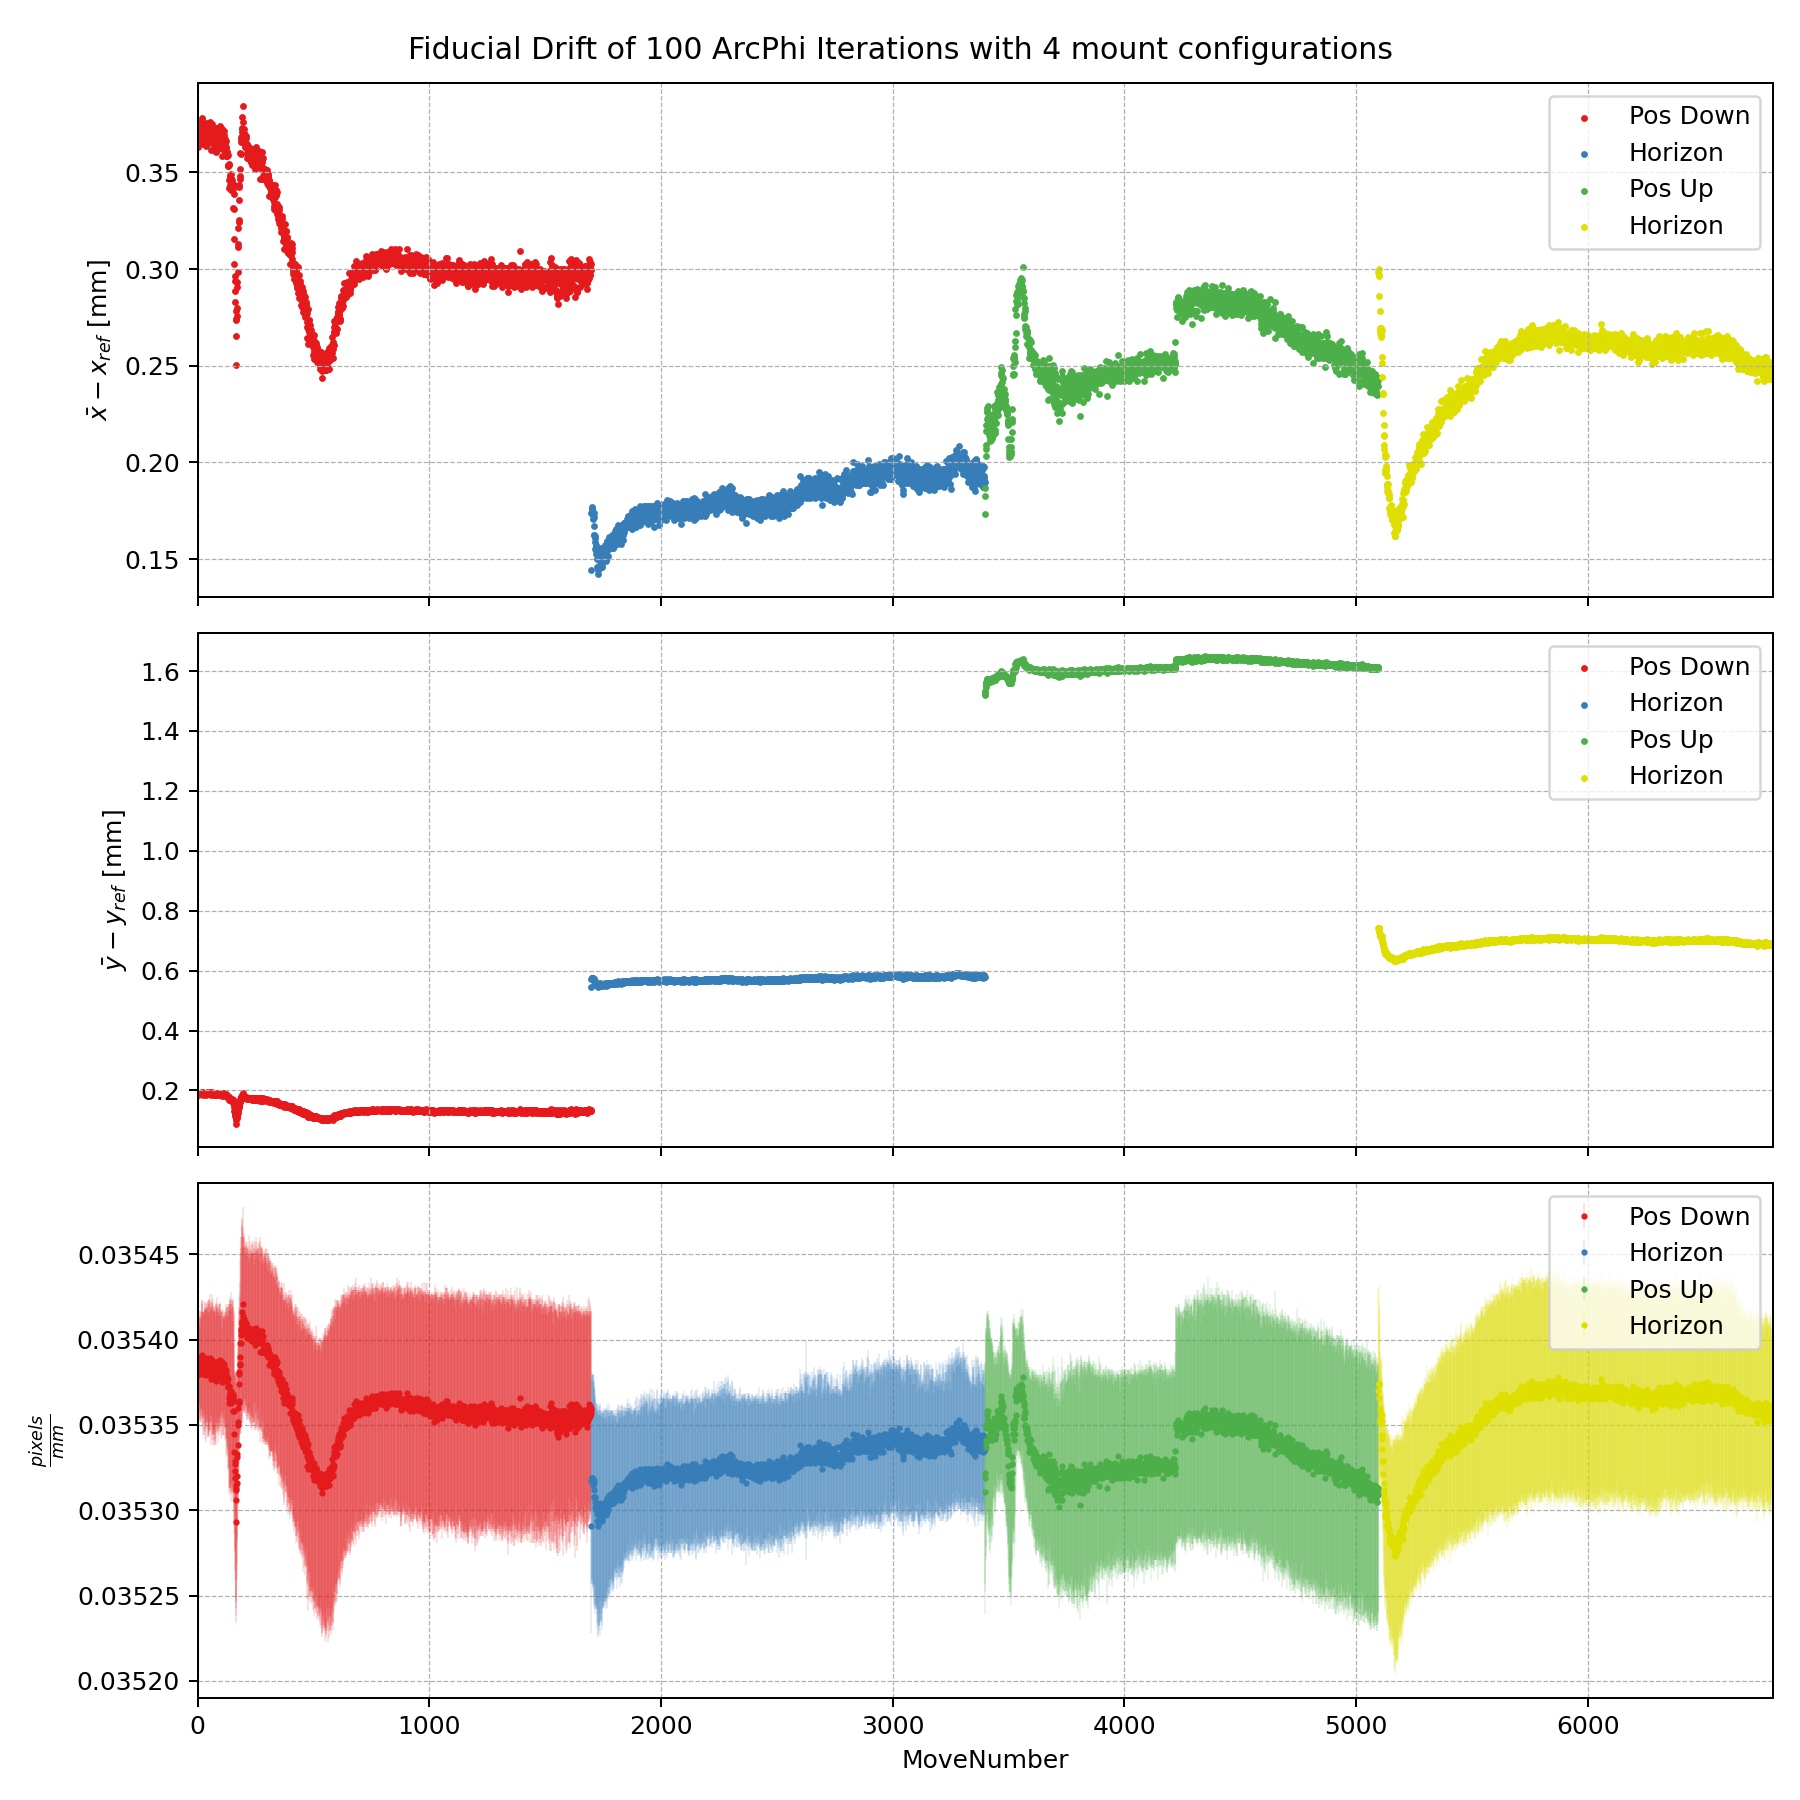 Fiducial Drift of 100 ArcPhi Iterations with 4 mount configurations
x̄ − x_ref [mm]
0.35
0.30
0.25
0.20
0.15
Pos Down
Horizon
Pos Up
Horizon
ȳ − y_ref [mm]
1.6
1.4
1.2
1.0
0.8
0.6
0.4
0.2
Pos Down
Horizon
Pos Up
Horizon
pixels
mm
0.03545
0.03540
0.03535
0.03530
0.03525
0.03520
Pos Down
Horizon
Pos Up
Horizon
0 1000 2000 3000 4000 5000 6000
MoveNumber